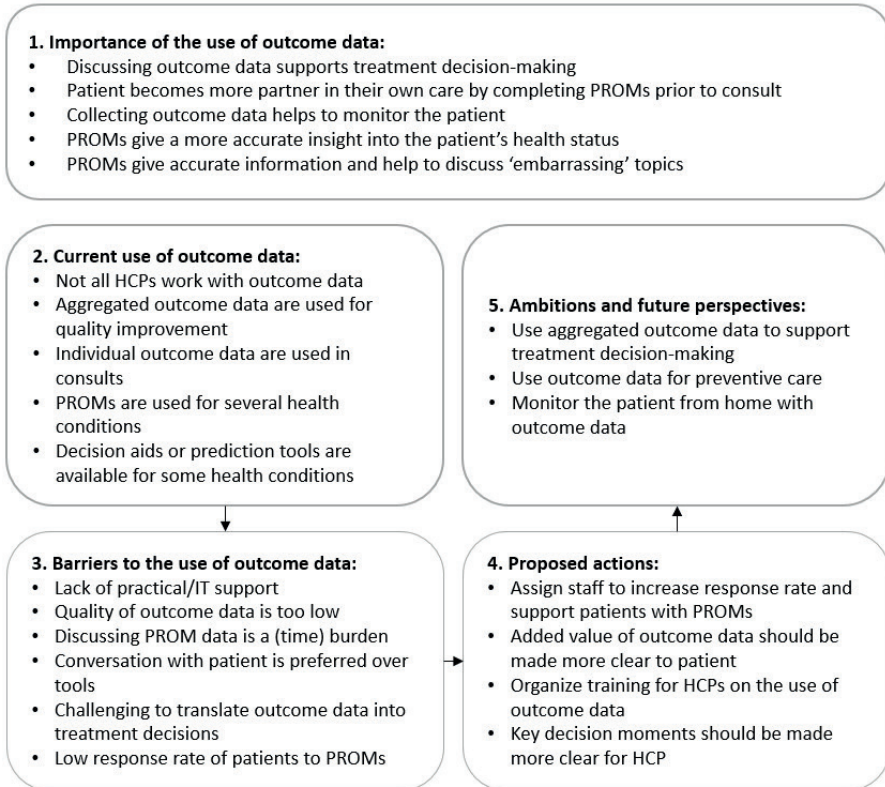 1. Importance of the use of outcome data:
• Discussing outcome data supports treatment decision-making
• Patient becomes more partner in their own care by completing PROMs prior to consult
• Collecting outcome data helps to monitor the patient
• PROMs give a more accurate insight into the patient's health status
• PROMs give accurate information and help to discuss 'embarrassing' topics
2. Current use of outcome data:
• Not all HCPs work with outcome data
• Aggregated outcome data are used for
quality improvement
• Individual outcome data are used in
consults
• PROMs are used for several health
conditions
• Decision aids or prediction tools are
available for some health conditions
3. Barriers to the use of outcome data:
• Lack of practical/IT support
• Quality of outcome data is too low
• Discussing PROM data is a (time) burden
• Conversation with patient is preferred over
tools
• Challenging to translate outcome data into
treatment decisions
• Low response rate of patients to PROMs
4. Proposed actions:
• Assign staff to increase response rate and
support patients with PROMs
• Added value of outcome data should be
made more clear to patient
• Organize training for HCPs on the use of
outcome data
• Key decision moments should be made
more clear for HCP
5. Ambitions and future perspectives:
• Use aggregated outcome data to support
treatment decision-making
• Use outcome data for preventive care
• Monitor the patient from home with
outcome data